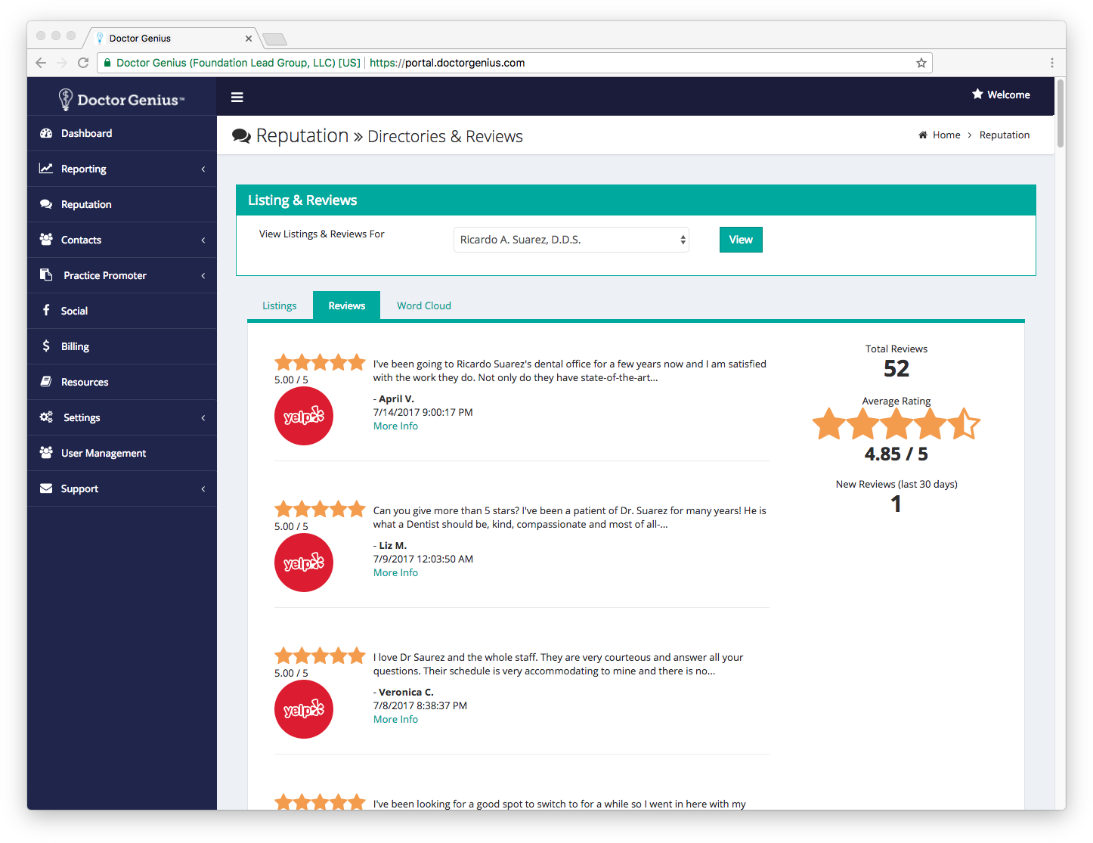 Doctor Genius
Doctor Genius (Foundation Lead Group, LLC) [US] | https://portal.doctorgenius.com
Doctor Genius™
Welcome
Dashboard
Reporting
Reputation
Contacts
Practice Promoter
Social
Billing
Resources
Settings
User Management
Support
Reputation » Directories & Reviews
Home > Reputation
Listing & Reviews
View Listings & Reviews For
Ricardo A. Suarez, D.D.S.
View
Listings
Reviews
Word Cloud
5.00 / 5
yelp
I've been going to Ricardo Suarez's dental office for a few years now and I am satisfied
with the work they do. Not only do they have state-of-the-art...
- April V.
7/14/2017 9:00:17 PM
More Info
5.00 / 5
yelp
Can you give more than 5 stars? I've been a patient of Dr. Suarez for many years! He is
what a Dentist should be, kind, compassionate and most of all-...
- Liz M.
7/9/2017 12:03:50 AM
More Info
5.00 / 5
yelp
I love Dr Saurez and the whole staff. They are very courteous and answer all your
questions. Their schedule is very accommodating to mine and there is no...
- Veronica C.
7/8/2017 8:38:37 PM
More Info
I've been looking for a good spot to switch to for a while so I went in here with my
Total Reviews
52
Average Rating
4.85 / 5
New Reviews (last 30 days)
1